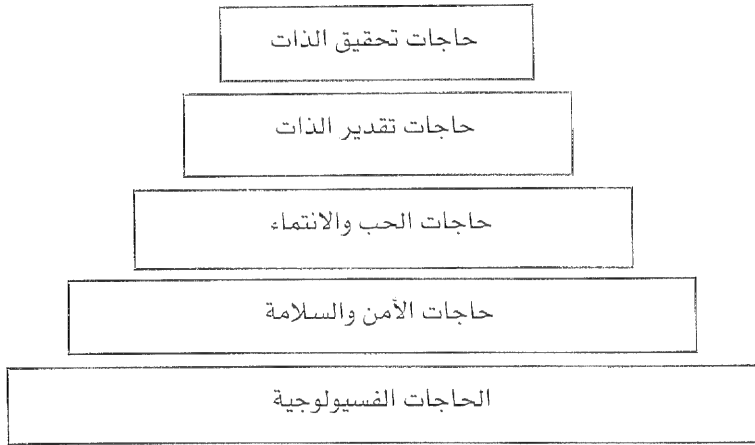 حاجات تحقيق الذات
حاجات تقدير الذات
حاجات الحب والانتماء
حاجات الأمن والسلامة
الحاجات الفسيولوجية